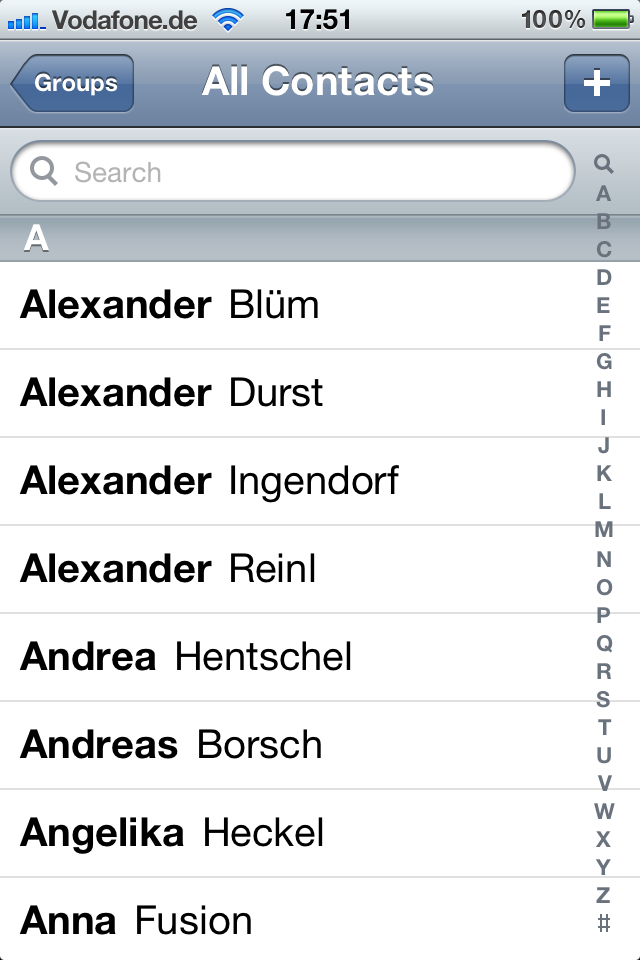 Vodafone.de 17:51 100%
Groups All Contacts +
Search
A
Alexander Blüm
Alexander Durst
Alexander Ingendorf
Alexander Reinl
Andrea Hentschel
Andreas Borsch
Angelika Heckel
Anna Fusion
A
B
C
D
E
F
G
H
I
J
K
L
M
N
O
P
Q
R
S
T
U
V
W
X
Y
Z
#